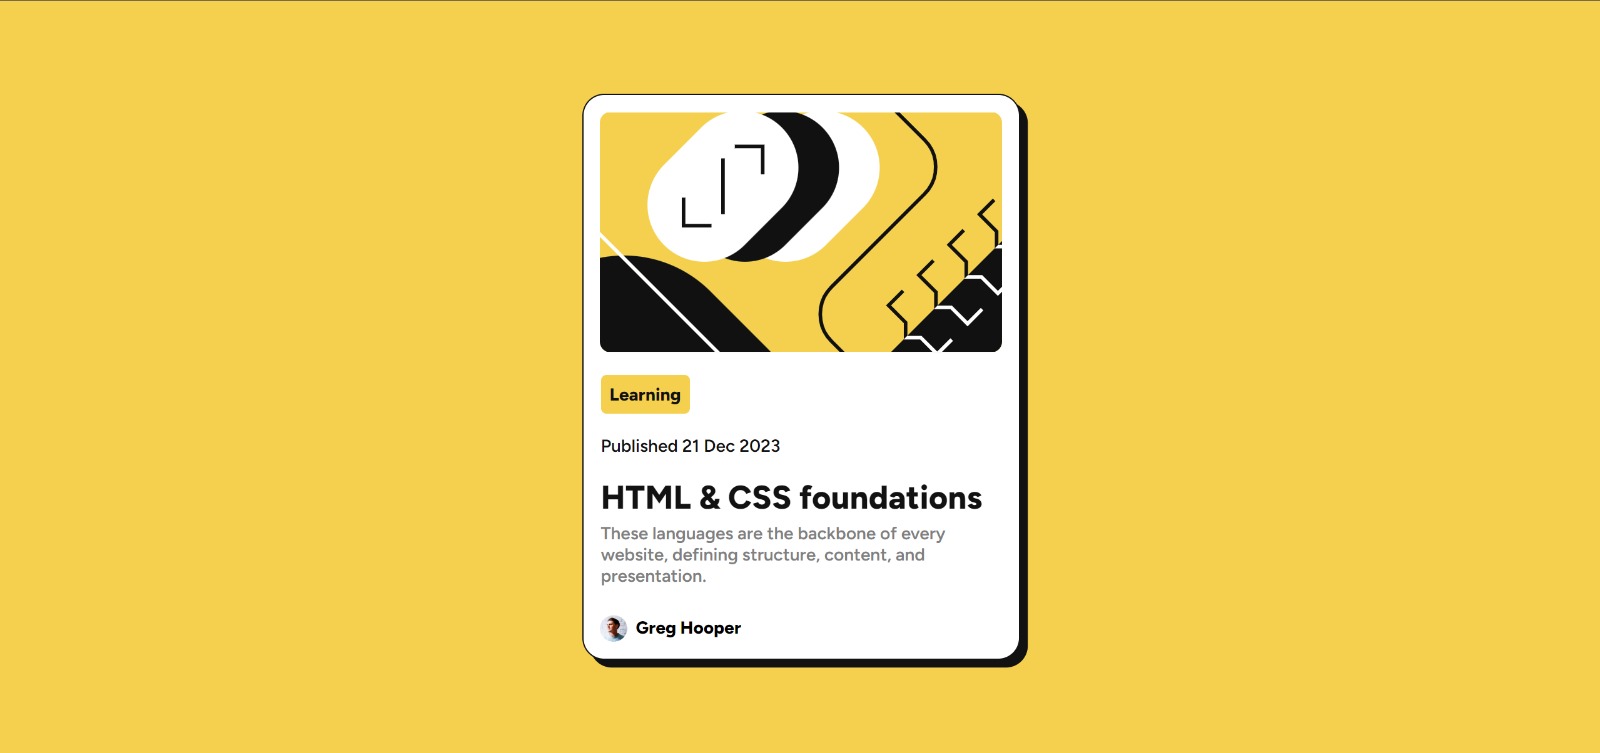 Learning
Published 21 Dec 2023
HTML & CSS foundations
These languages are the backbone of every
website, defining structure, content, and
presentation.
Greg Hooper